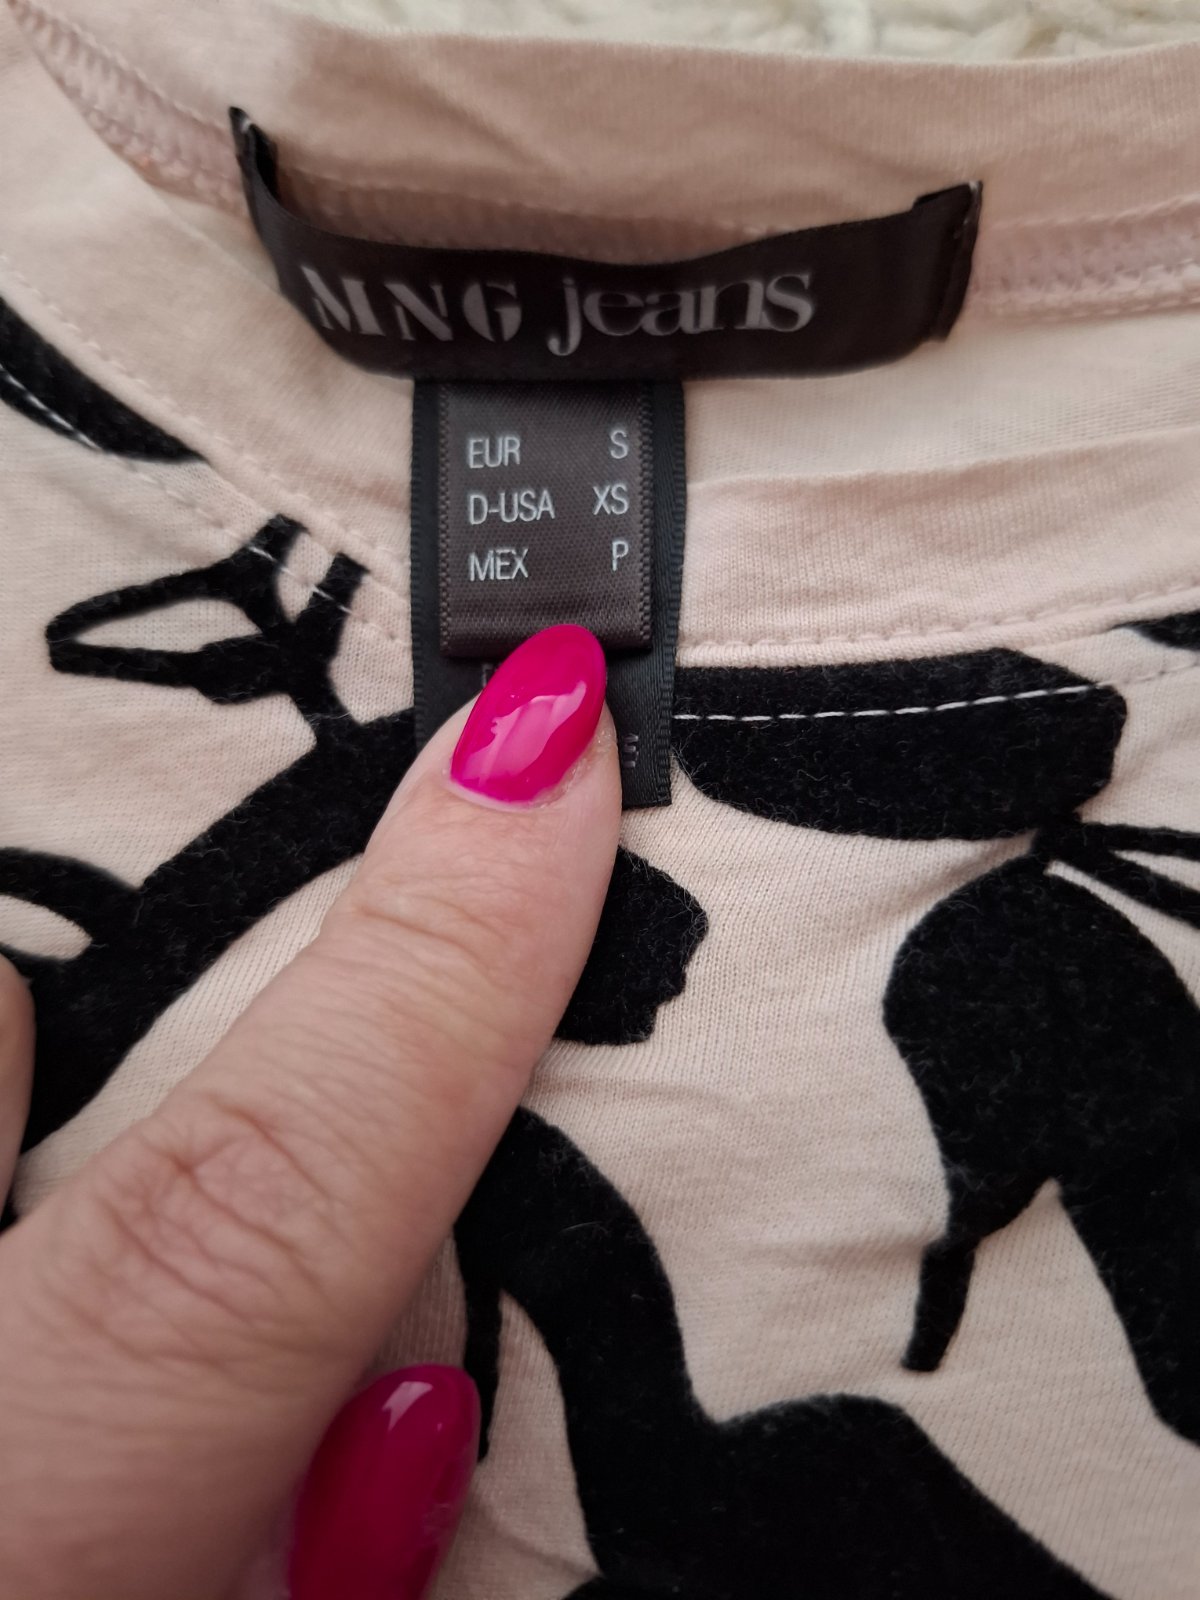 MNG jeans
EUR S
D-USA XS
MEX P